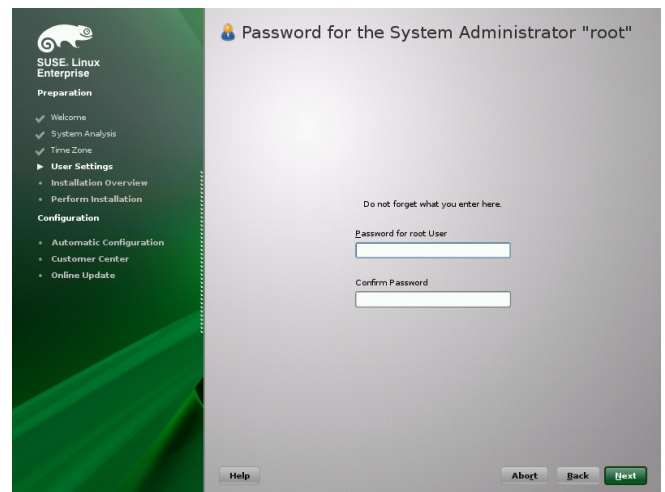 SUSE. Linux
Enterprise
Preparation
Welcome
System Analysis
Time Zone
User Settings
Installation Overview
Perform Installation
Configuration
Automatic Configuration
Customer Center
Online Update
Password for the System Administrator "root"
Do not forget what you enter here.
Password for root User
Confirm Password
Help
Abort
Back
Next